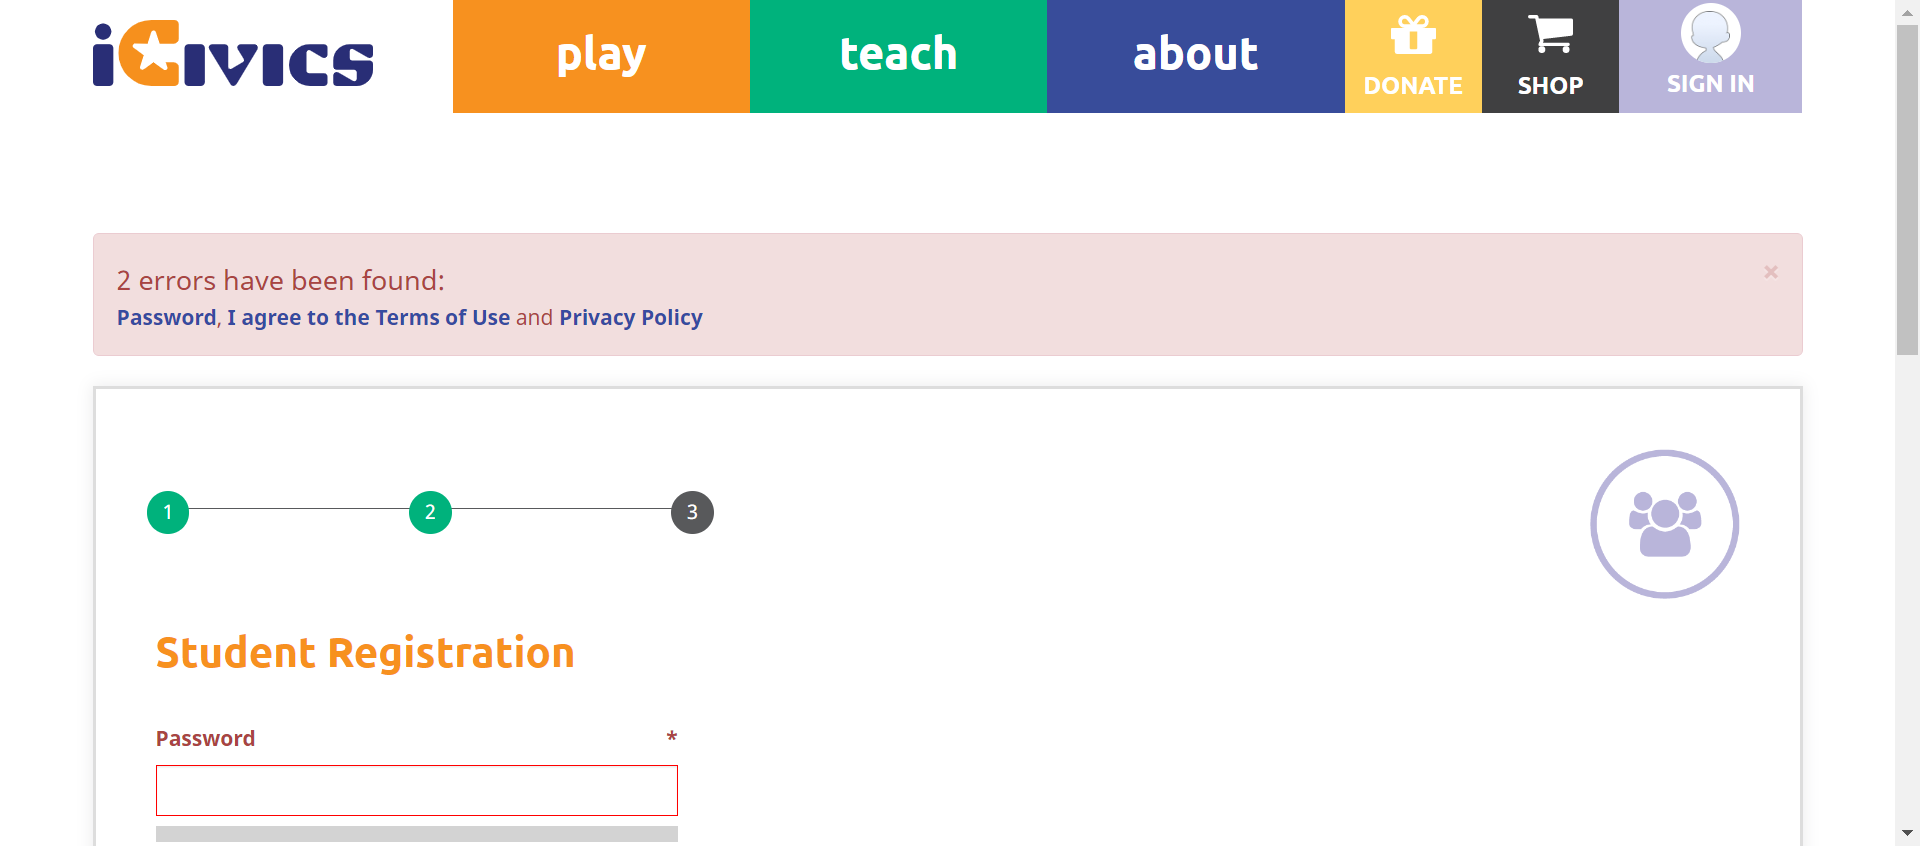 iCivics
play
teach
about
DONATE
SHOP
SIGN IN
2 errors have been found:
×
Password, I agree to the Terms of Use and Privacy Policy
1
2
3
Student Registration
Password *